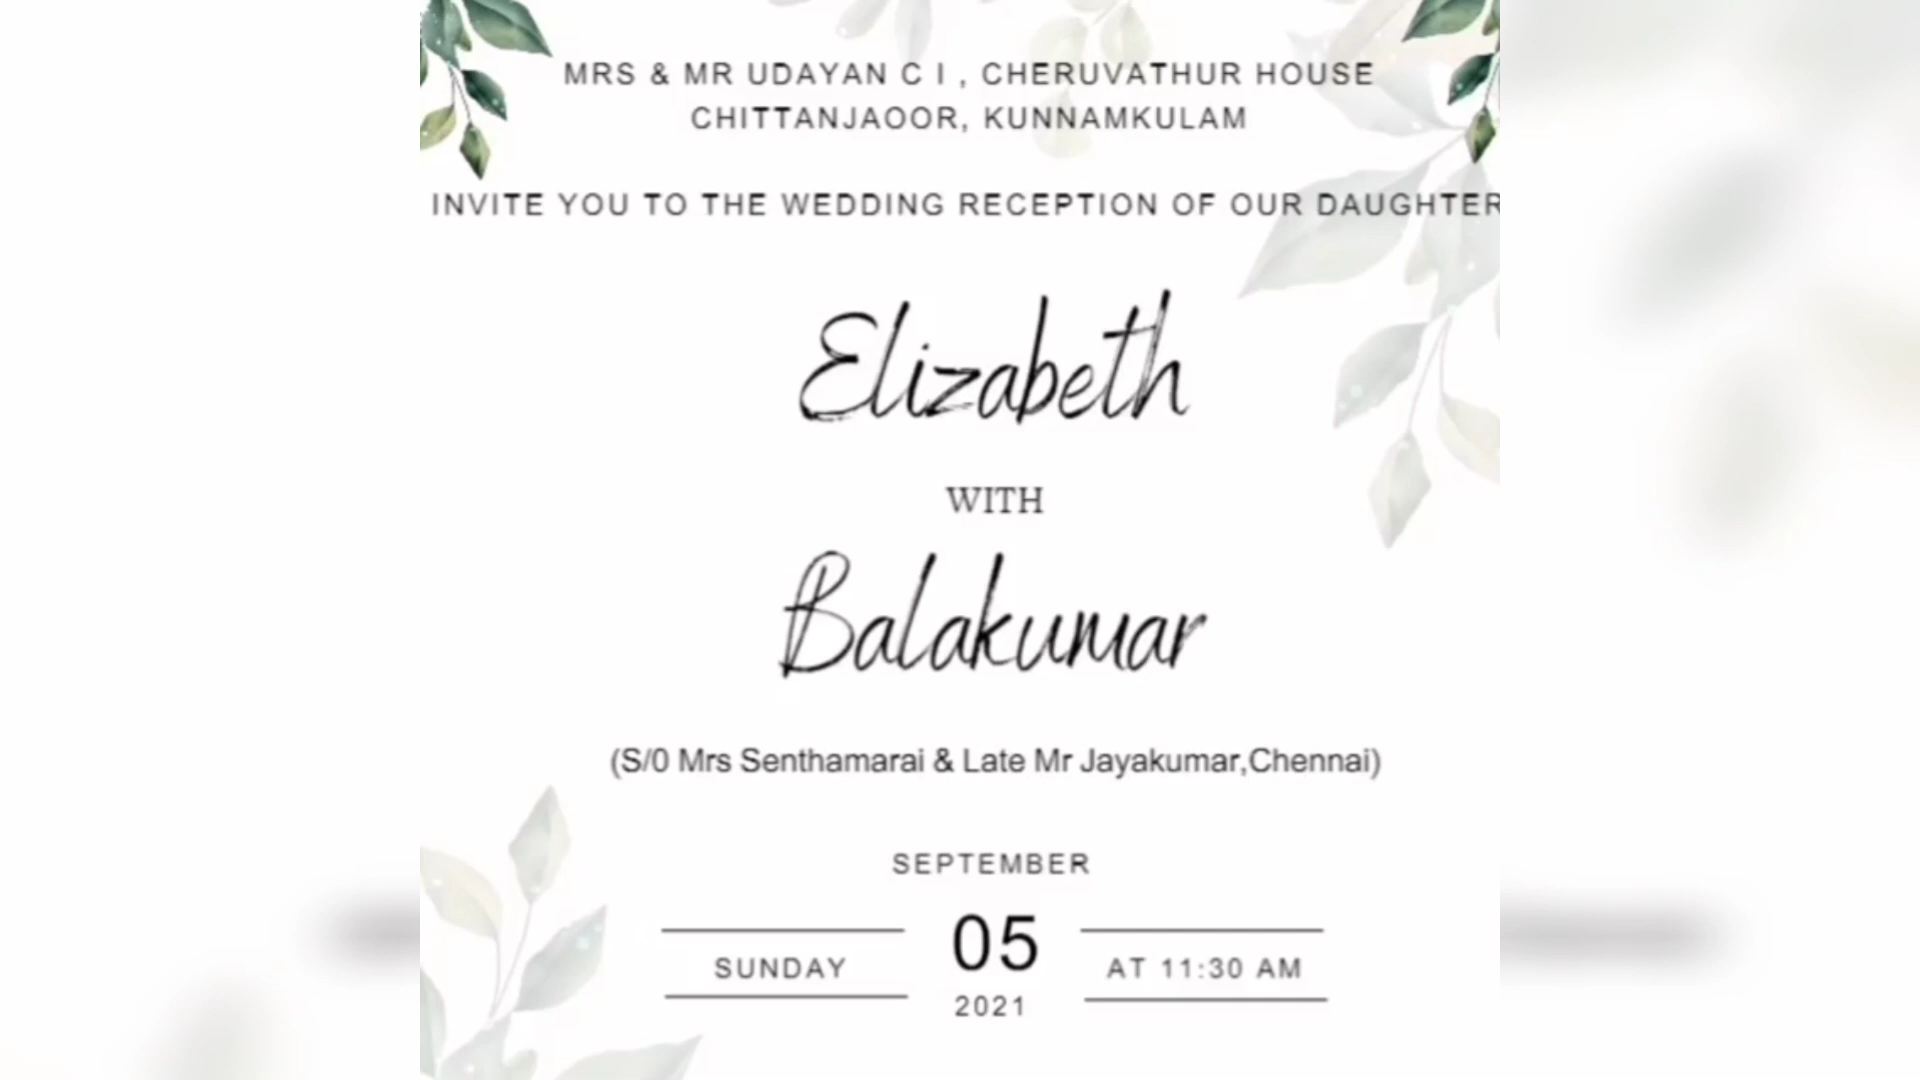 MRS & MR UDAYAN C I , CHERUVATHUR HOUSE
CHITTANJAOOR, KUNNAMKULAM
INVITE YOU TO THE WEDDING RECEPTION OF OUR DAUGHTER
Elizabeth
WITH
Balakumar
(S/0 Mrs Senthamarai & Late Mr Jayakumar,Chennai)
SEPTEMBER
SUNDAY 05 AT 11:30 AM
2021